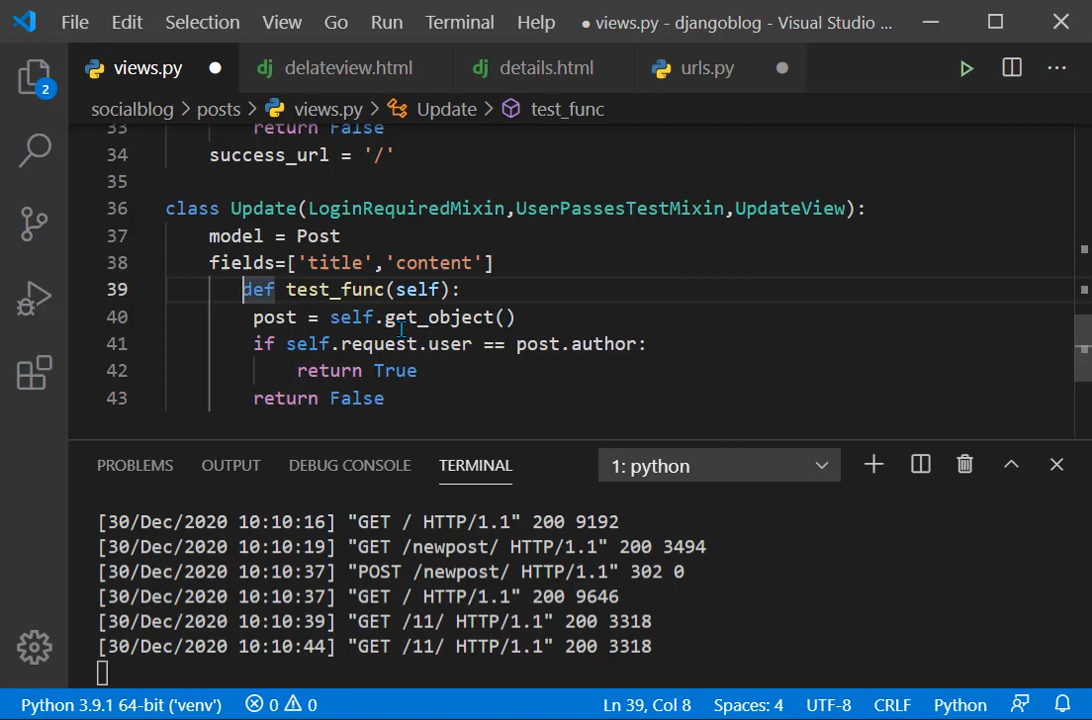 File Edit Selection View Go Run Terminal Help ● views.py - djangoblog - Visual Studio ...
views.py delateview.html details.html urls.py
2
socialblog > posts > views.py > Update > test_func
33 return False
34 success_url = '/'
35
36 class Update(LoginRequiredMixin,UserPassesTestMixin,UpdateView):
37 model = Post
38 fields=['title','content']
39 def test_func(self):
40 post = self.get_object()
41 if self.request.user == post.author:
42 return True
43 return False
PROBLEMS OUTPUT DEBUG CONSOLE TERMINAL 1: python
[30/Dec/2020 10:10:16] "GET / HTTP/1.1" 200 9192
[30/Dec/2020 10:10:19] "GET /newpost/ HTTP/1.1" 200 3494
[30/Dec/2020 10:10:37] "POST /newpost/ HTTP/1.1" 302 0
[30/Dec/2020 10:10:37] "GET / HTTP/1.1" 200 9646
[30/Dec/2020 10:10:39] "GET /11/ HTTP/1.1" 200 3318
[30/Dec/2020 10:10:44] "GET /11/ HTTP/1.1" 200 3318
Python 3.9.1 64-bit ('venv') 0 0 Ln 39, Col 8 Spaces: 4 UTF-8 CRLF Python